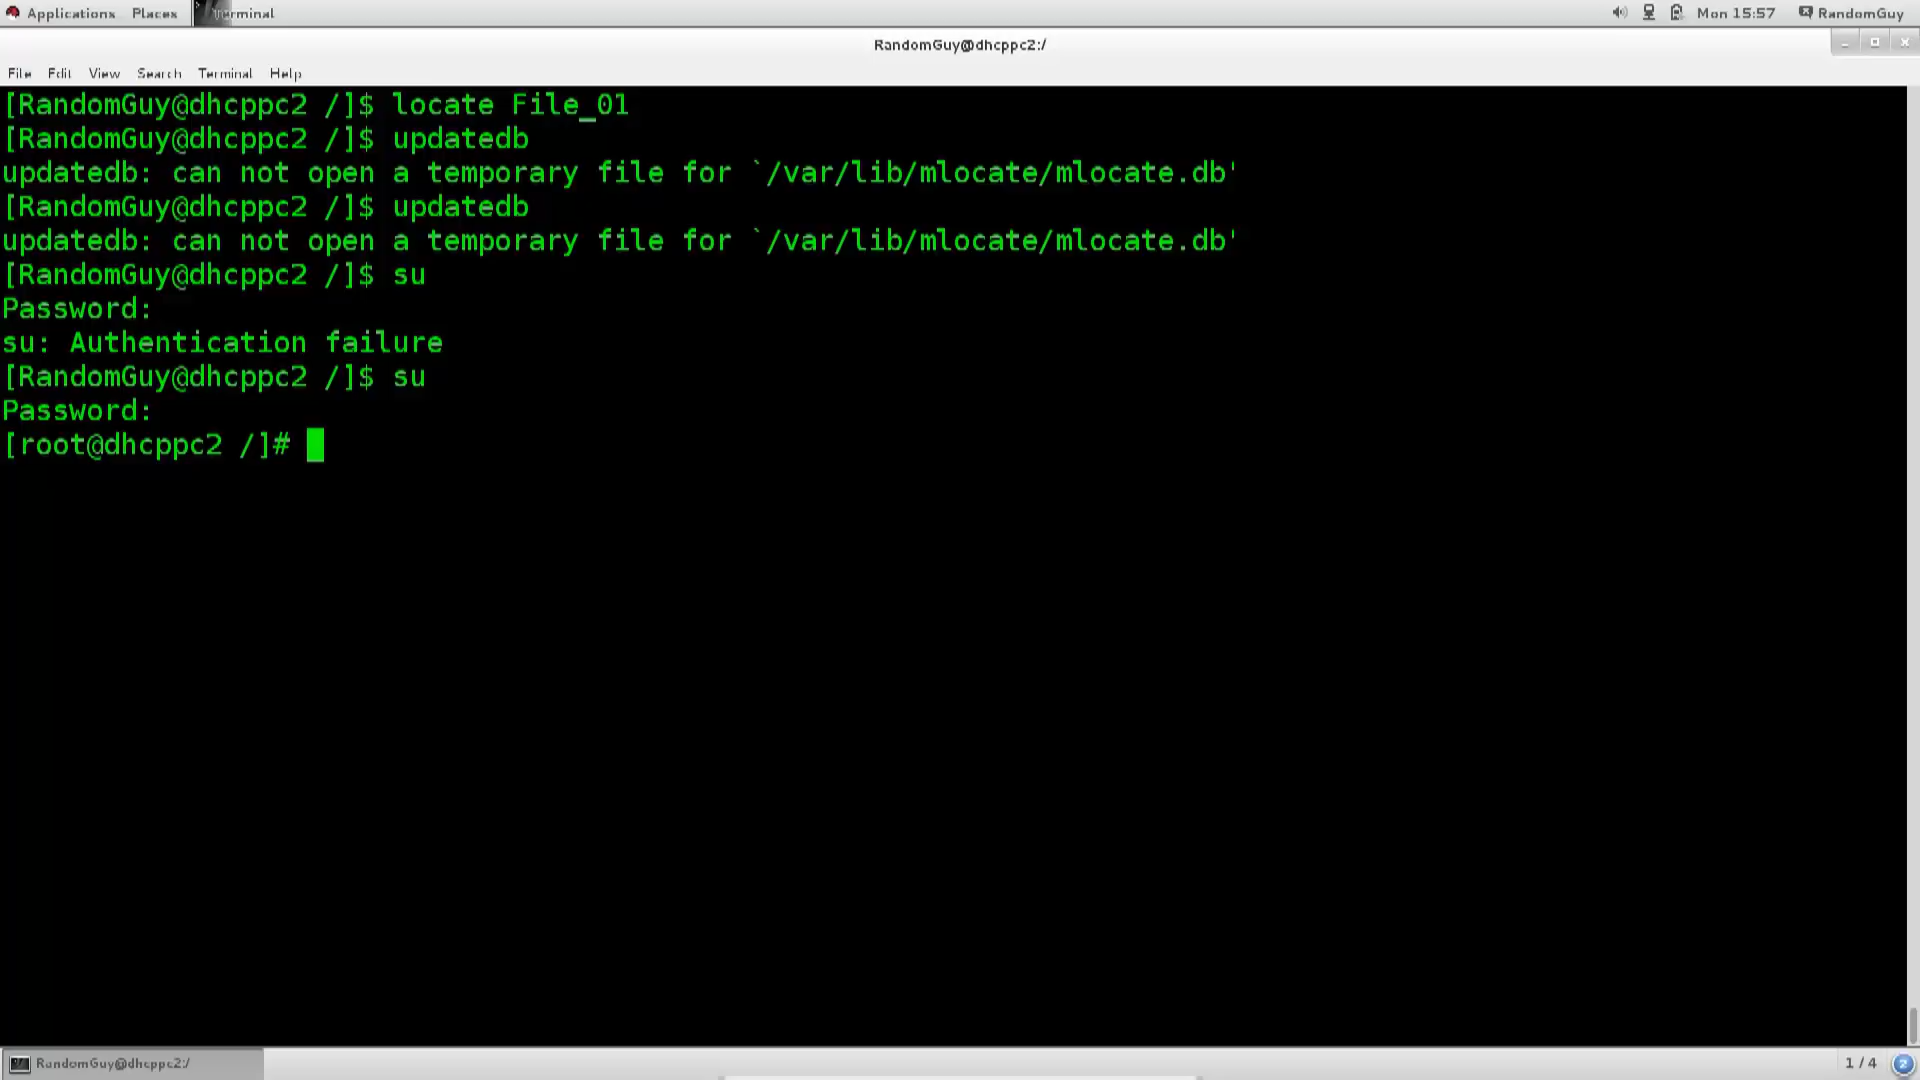 Applications Places Terminal Mon 15:57 RandomGuy
RandomGuy@dhcppc2:/
File Edit View Search Terminal Help
[RandomGuy@dhcppc2 /]$ locate File_01
[RandomGuy@dhcppc2 /]$ updatedb
updatedb: can not open a temporary file for `/var/lib/mlocate/mlocate.db'
[RandomGuy@dhcppc2 /]$ updatedb
updatedb: can not open a temporary file for `/var/lib/mlocate/mlocate.db'
[RandomGuy@dhcppc2 /]$ su
Password:
su: Authentication failure
[RandomGuy@dhcppc2 /]$ su
Password:
[root@dhcppc2 /]#
RandomGuy@dhcppc2:/ 1 / 4 2